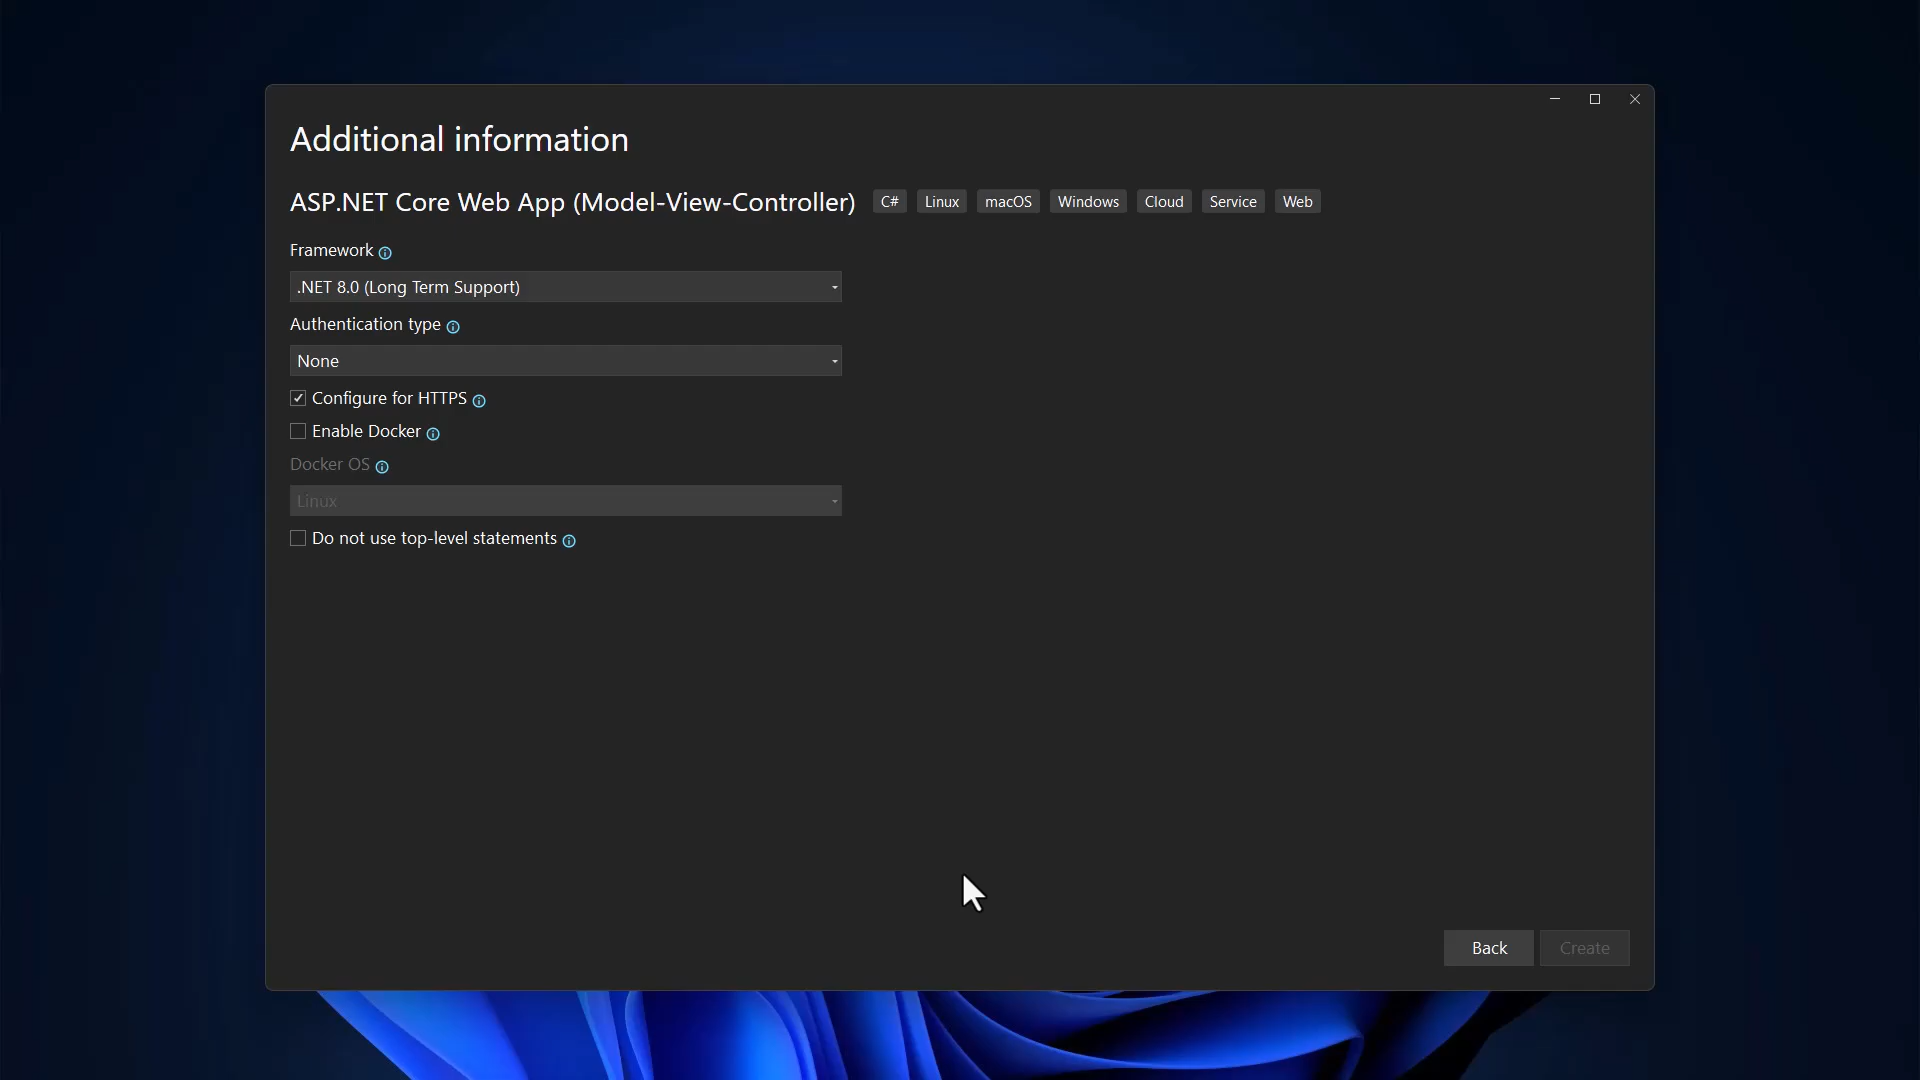 Additional information
ASP.NET Core Web App (Model-View-Controller) C# Linux macOS Windows Cloud Service Web
Framework
.NET 8.0 (Long Term Support)
Authentication type
None
Configure for HTTPS
Enable Docker
Docker OS
Linux
Do not use top-level statements
Back Create